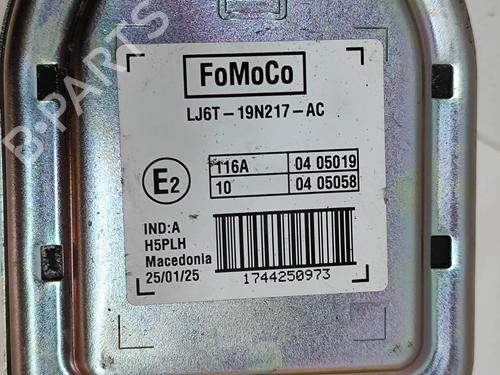 FoMoCo
LJ6T-19N217-AC
E2
116A 04 05019
10 04 05058
IND:A
H5PLH
Macedonia
25/01/25
1744250973
B-PARTS